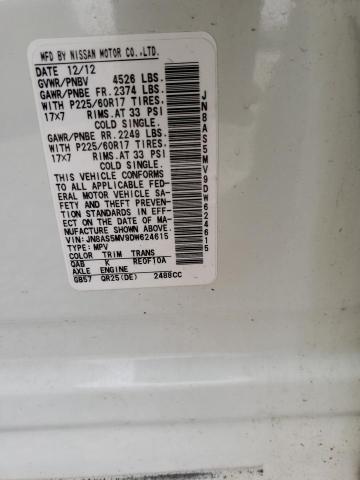 MFD BY NISSAN MOTOR CO.,LTD.
DATE 12/12
GVWR/PNBV 4526 LBS.
GAWR/PNBE FR. 2374 LBS.
WITH P225/60R17 TIRES,
17X7 RIMS.AT 33 PSI
COLD SINGLE.
GAWR/PNBE RR. 2249 LBS.
WITH P225/60R17 TIRES,
17X7 RIMS.AT 33 PSI
COLD SINGLE.
THIS VEHICLE CONFORMS
TO ALL APPLICABLE FED-
ERAL MOTOR VEHICLE SAF-
ETY AND THEFT PREVENT-
ION STANDARDS IN EFF-
ECT ON THE DATE OF MA-
NUFACTURE SHOWN ABOVE.
VIN:JN8AS5MV9DW624615
TYPE:MPV
COLOR TRIM TRANS
QAB K RE0F10A
AXLE ENGINE
GB57 QR25(DE) 2488CC
JN8AS5MV9DW624615